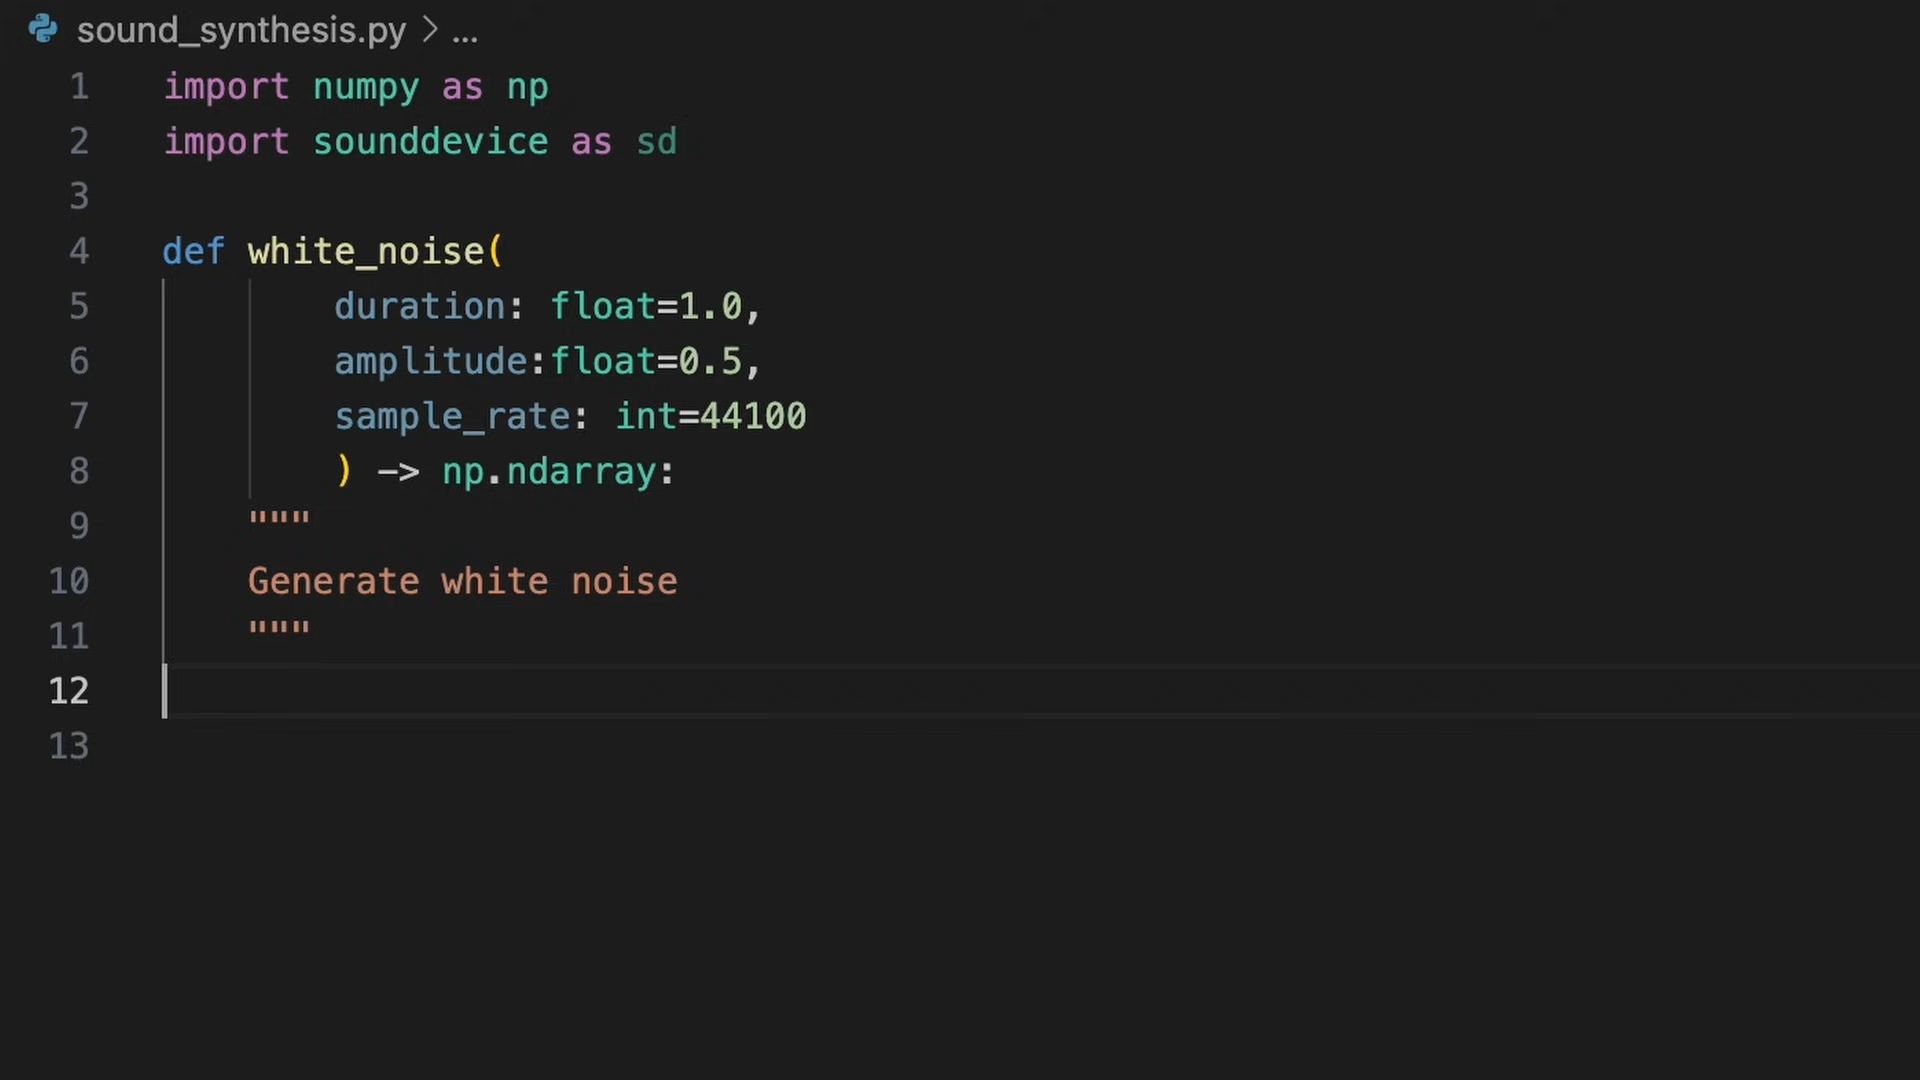 sound_synthesis.py > ...
1 import numpy as np
2 import sounddevice as sd
3
4 def white_noise(
5 duration: float=1.0,
6 amplitude:float=0.5,
7 sample_rate: int=44100
8 ) -> np.ndarray:
9 """
10 Generate white noise
11 """
12
13